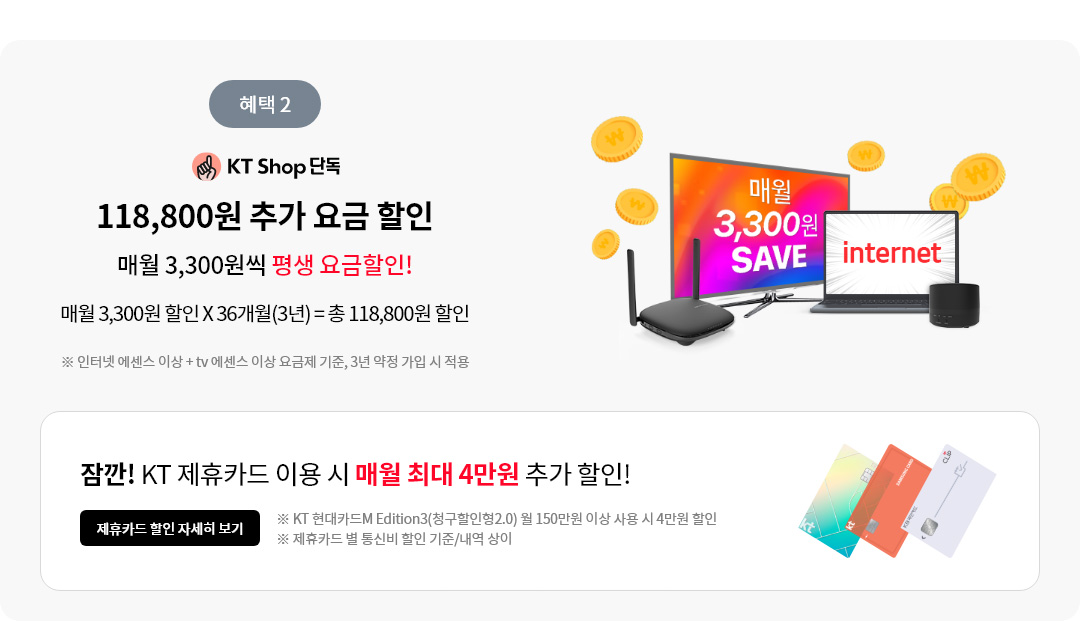 혜택 2
KT Shop 단독
118,800원 추가 요금 할인
매월 3,300원씩 평생 요금할인!
매월 3,300원 할인 X 36개월(3년) = 총 118,800원 할인
※ 인터넷 에센스 이상 + tv 에센스 이상 요금제 기준, 3년 약정 가입 시 적용
매월
3,300원
SAVE
internet
잠깐! KT 제휴카드 이용 시 매월 최대 4만원 추가 할인!
제휴카드 할인 자세히 보기
※ KT 현대카드M Edition3(청구할인형2.0) 월 150만원 이상 사용 시 4만원 할인
※ 제휴카드 별 통신비 할인 기준/내역 상이
kt
kt